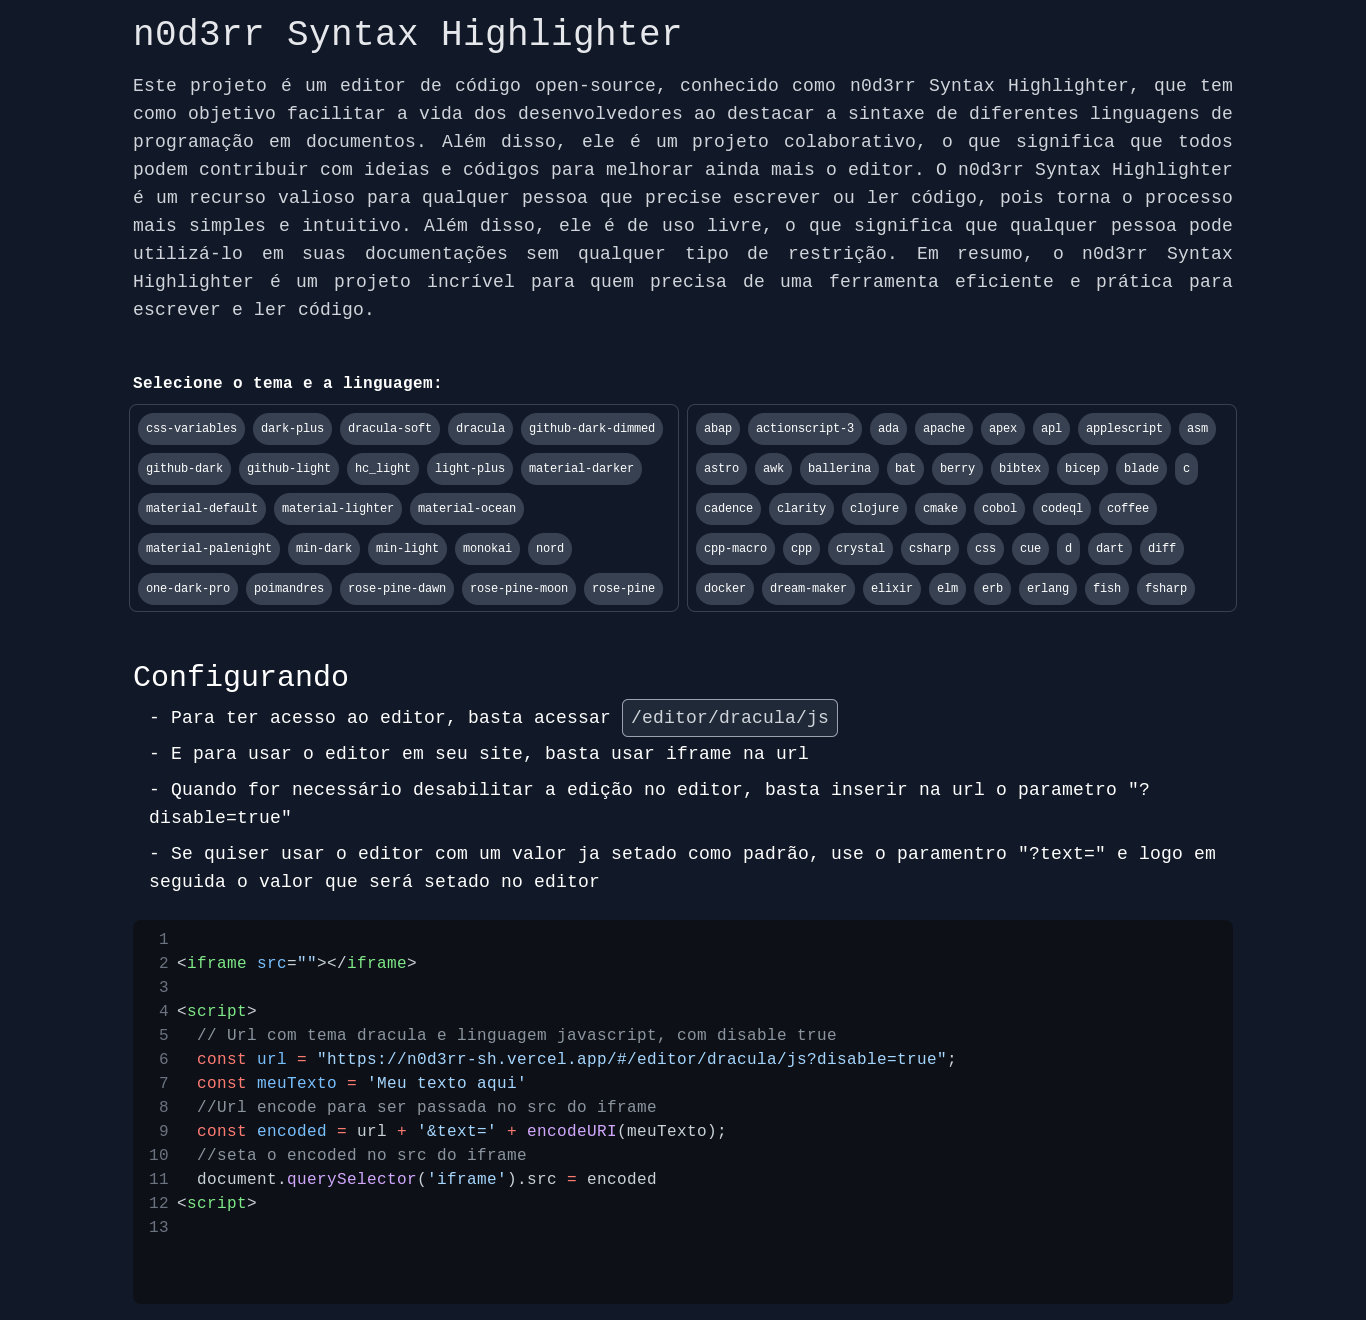 n0d3rr Syntax Highlighter
Este projeto é um editor de código open-source, conhecido como n0d3rr Syntax Highlighter, que tem
como objetivo facilitar a vida dos desenvolvedores ao destacar a sintaxe de diferentes linguagens de
programação em documentos. Além disso, ele é um projeto colaborativo, o que significa que todos
podem contribuir com ideias e códigos para melhorar ainda mais o editor. O n0d3rr Syntax Highlighter
é um recurso valioso para qualquer pessoa que precise escrever ou ler código, pois torna o processo
mais simples e intuitivo. Além disso, ele é de uso livre, o que significa que qualquer pessoa pode
utilizá-lo em suas documentações sem qualquer tipo de restrição. Em resumo, o n0d3rr Syntax
Highlighter é um projeto incrível para quem precisa de uma ferramenta eficiente e prática para
escrever e ler código.
Selecione o tema e a linguagem:
css-variables dark-plus dracula-soft dracula github-dark-dimmed
github-dark github-light hc_light light-plus material-darker
material-default material-lighter material-ocean
material-palenight min-dark min-light monokai nord
one-dark-pro poimandres rose-pine-dawn rose-pine-moon rose-pine
abap actionscript-3 ada apache apex apl applescript asm
astro awk ballerina bat berry bibtex bicep blade c
cadence clarity clojure cmake cobol codeql coffee
cpp-macro cpp crystal csharp css cue d dart diff
docker dream-maker elixir elm erb erlang fish fsharp
Configurando
- Para ter acesso ao editor, basta acessar /editor/dracula/js
- E para usar o editor em seu site, basta usar iframe na url
- Quando for necessário desabilitar a edição no editor, basta inserir na url o parametro "?
disable=true"
- Se quiser usar o editor com um valor ja setado como padrão, use o paramentro "?text=" e logo em
seguida o valor que será setado no editor
1
2 <iframe src=""></iframe>
3
4 <script>
5 // Url com tema dracula e linguagem javascript, com disable true
6 const url = "https://n0d3rr-sh.vercel.app/#/editor/dracula/js?disable=true";
7 const meuTexto = 'Meu texto aqui'
8 //Url encode para ser passada no src do iframe
9 const encoded = url + '&text=' + encodeURI(meuTexto);
10 //seta o encoded no src do iframe
11 document.querySelector('iframe').src = encoded
12 <script>
13